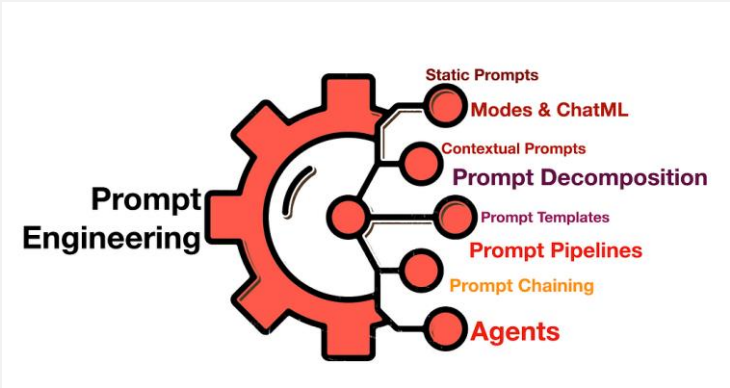 Static Prompts
Modes & ChatML
Contextual Prompts
Prompt Decomposition
Prompt
Engineering
Prompt Templates
Prompt Pipelines
Prompt Chaining
Agents